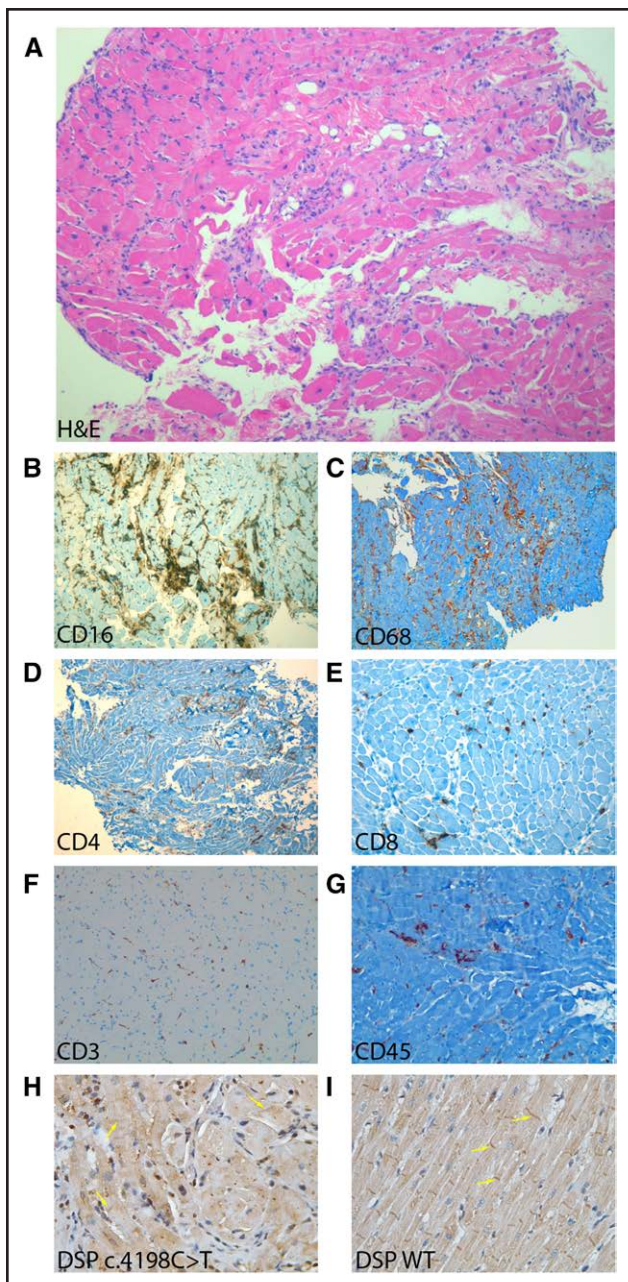 A
H&E
B
CD16
C
CD68
D
CD4
E
CD8
F
CD3
G
CD45
H
DSP c.4198C>T
I
DSP WT